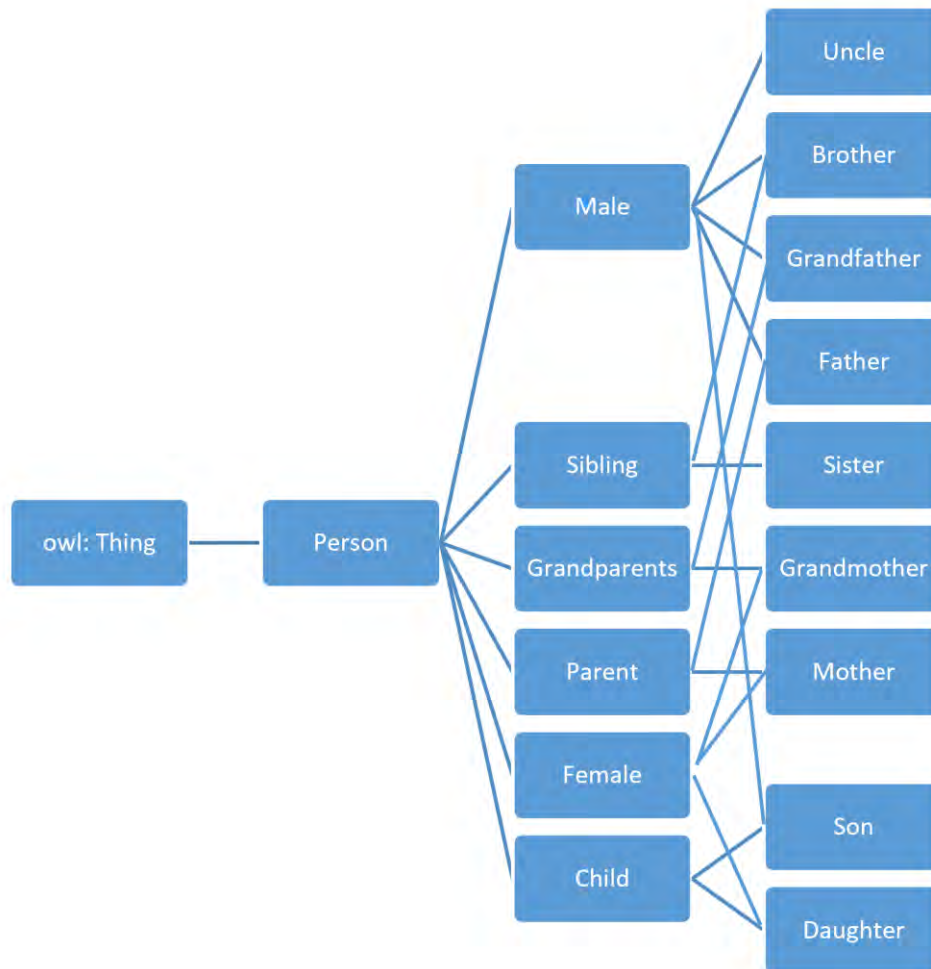 Uncle
Brother
Male
Grandfather
Father
Sibling
Sister
owl: Thing
Person
Grandparents
Grandmother
Parent
Mother
Female
Son
Child
Daughter